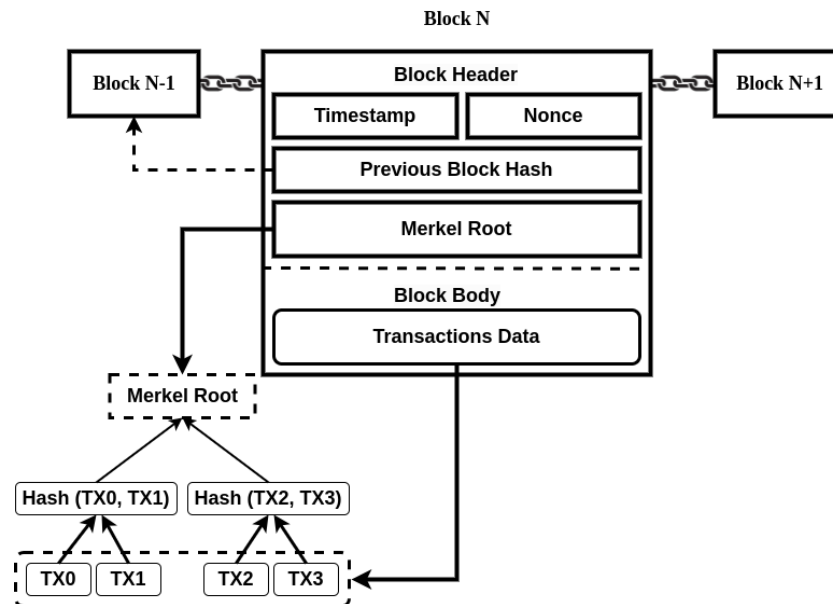 Block N
Block N-1
Block Header
Block N+1
Timestamp
Nonce
Previous Block Hash
Merkel Root
Block Body
Transactions Data
Merkel Root
Hash (TX0, TX1)
Hash (TX2, TX3)
TX0
TX1
TX2
TX3